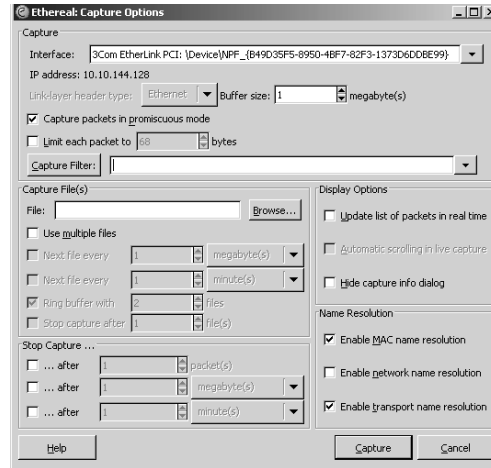 Ethereal: Capture Options
Capture
Interface: 3Com EtherLink PCI: \Device\NPF_{B49D35F5-8950-4BF7-82F3-1373D6DDBE99}
IP address: 10.10.144.128
Link-layer header type: Ethernet Buffer size: 1 megabyte(s)
Capture packets in promiscuous mode
Limit each packet to 68 bytes
Capture Filter:
Capture File(s)
File: Browse...
Use multiple files
Next file every 1 megabyte(s)
Next file every 1 minute(s)
Ring buffer with 2 files
Stop capture after 1 file(s)
Stop Capture ...
... after 1 packet(s)
... after 1 megabyte(s)
... after 1 minute(s)
Display Options
Update list of packets in real time
Automatic scrolling in live capture
Hide capture info dialog
Name Resolution
Enable MAC name resolution
Enable network name resolution
Enable transport name resolution
Help Capture Cancel